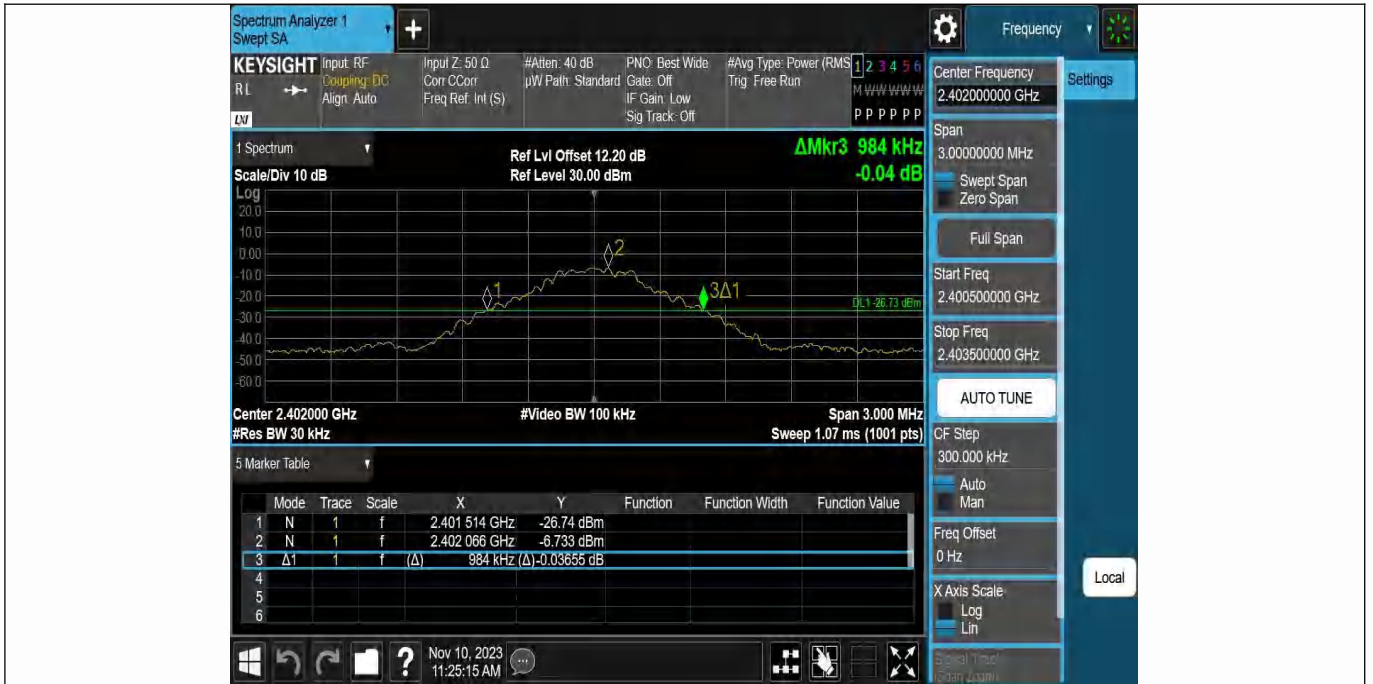 Spectrum Analyzer 1
Swept SA
+
Frequency
KEYSIGHT
RL
LXI
Input: RF
Coupling: DC
Align: Auto
Input Z: 50 Ω
Corr CCorr
Freq Ref: Int (S)
#Atten: 40 dB
µW Path: Standard
PNO: Best Wide
Gate: Off
IF Gain: Low
Sig Track: Off
#Avg Type: Power (RMS
Trig: Free Run
1 2 3 4 5 6
M W W W W W
P P P P P P
Center Frequency
2.402000000 GHz
Settings
Span
3.00000000 MHz
Swept Span
Zero Span
Full Span
Start Freq
2.400500000 GHz
Stop Freq
2.403500000 GHz
AUTO TUNE
CF Step
300.000 kHz
Auto
Man
Freq Offset
0 Hz
X Axis Scale
Log
Lin
Signal Track
(Span Zoom)
Local
1 Spectrum
Scale/Div 10 dB
Ref Lvl Offset 12.20 dB
Ref Level 30.00 dBm
ΔMkr3 984 kHz
-0.04 dB
Log
20.0
10.0
0.00
-10.0
-20.0
-30.0
-40.0
-50.0
-60.0
1
2
3Δ1
DL1 -26.73 dBm
Center 2.402000 GHz
#Video BW 100 kHz
Span 3.000 MHz
#Res BW 30 kHz
Sweep 1.07 ms (1001 pts)
5 Marker Table
Mode Trace Scale X Y Function Function Width Function Value
1 N 1 f 2.401 514 GHz -26.74 dBm
2 N 1 f 2.402 066 GHz -6.733 dBm
3 Δ1 1 f (Δ) 984 kHz (Δ) -0.03655 dB
4
5
6
?
Nov 10, 2023
11:25:15 AM